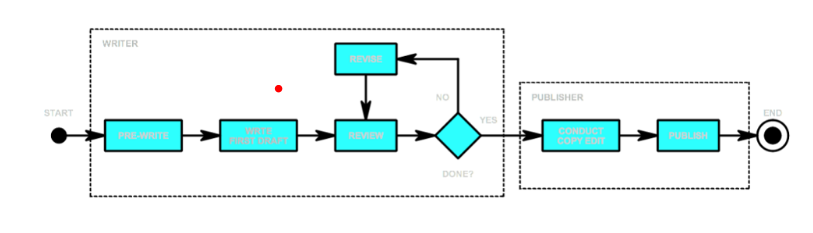 WRITER
REVISE
START
NO
PUBLISHER
END
PRE-WRITE
WRITE
FIRST DRAFT
REVIEW
YES
CONDUCT
COPY EDIT
PUBLISH
DONE?